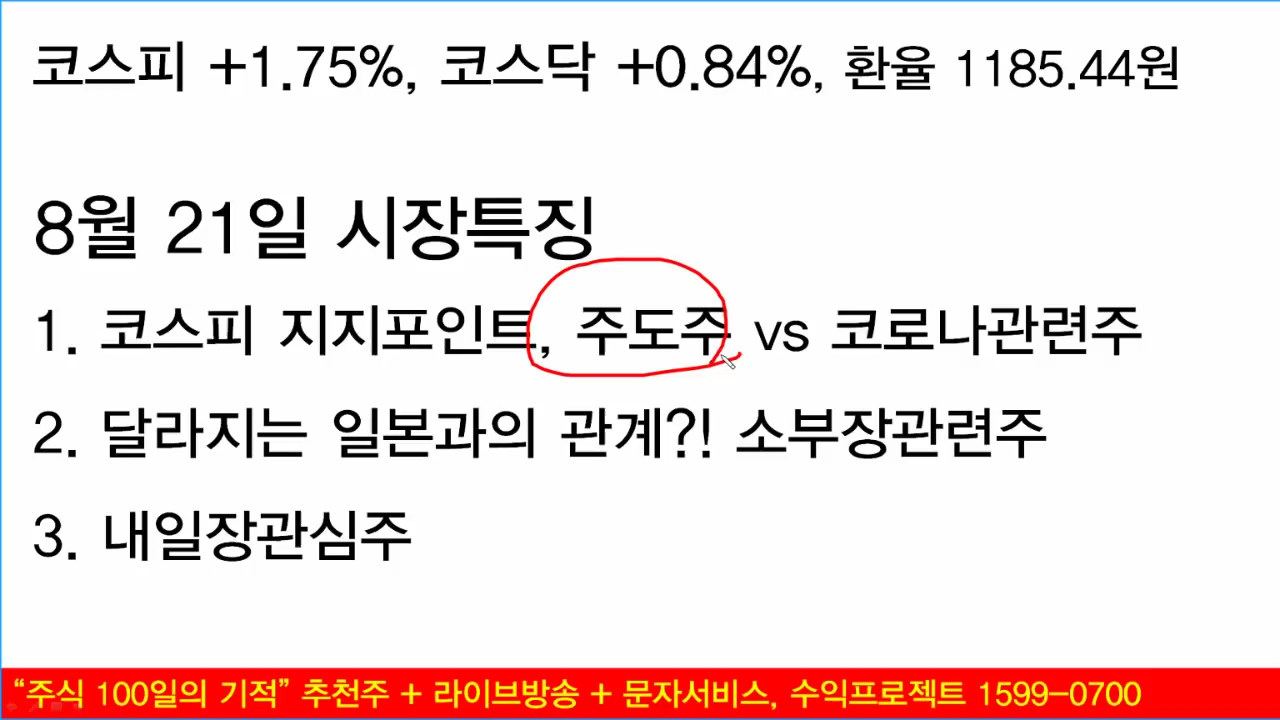 코스피 +1.75%, 코스닥 +0.84%, 환율 1185.44원
8월 21일 시장특징
1. 코스피 지지포인트, 주도주 vs 코로나관련주
2. 달라지는 일본과의 관계?! 소부장관련주
3. 내일장관심주
“주식 100일의 기적” 추천주 + 라이브방송 + 문자서비스, 수익프로젝트 1599-0700